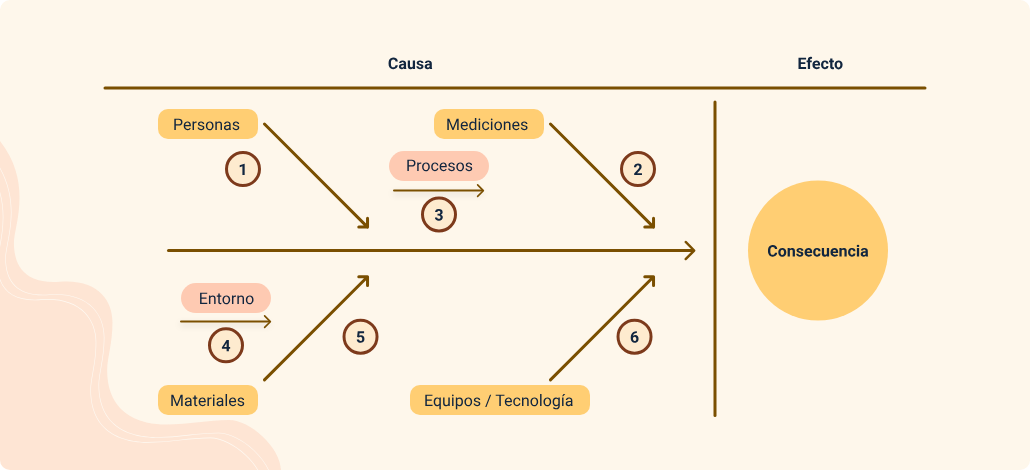 Causa
Efecto
Personas
Mediciones
1
Procesos
2
3
Consecuencia
Entorno
4
5
6
Materiales
Equipos / Tecnología